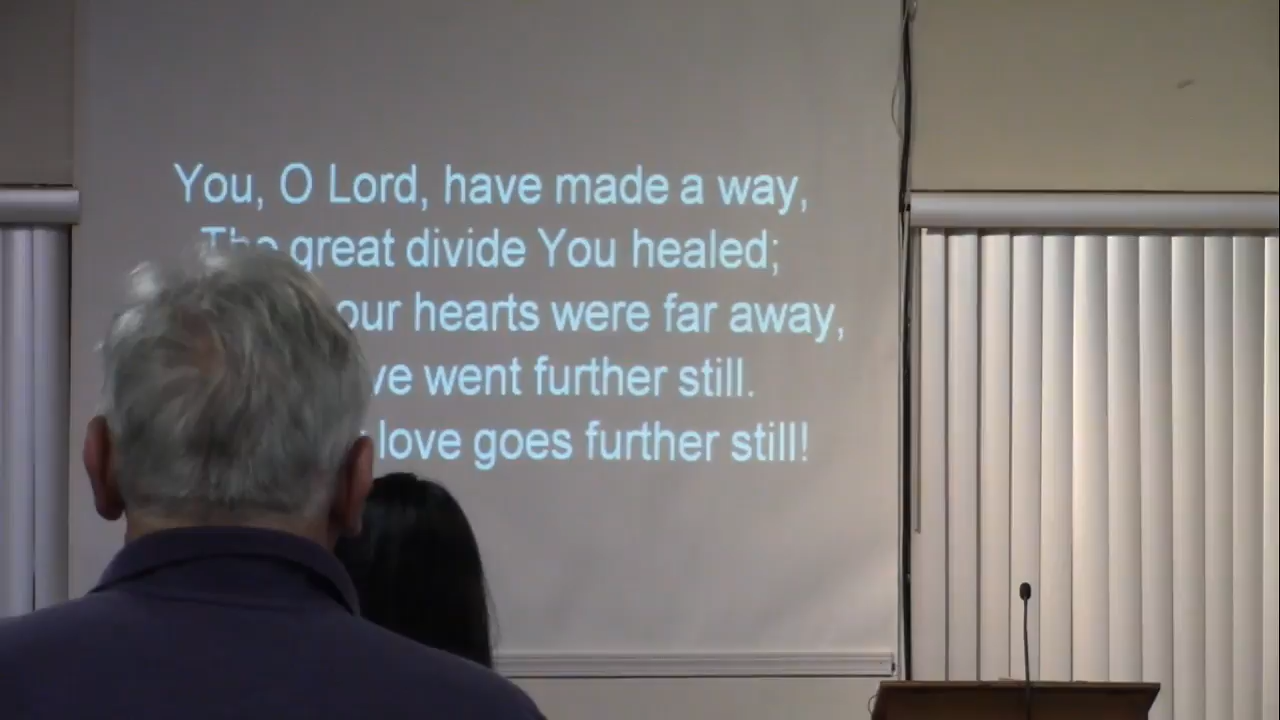 You, O Lord, have made a way,
The great divide You healed;
our hearts were far away,
went further still.
love goes further still!